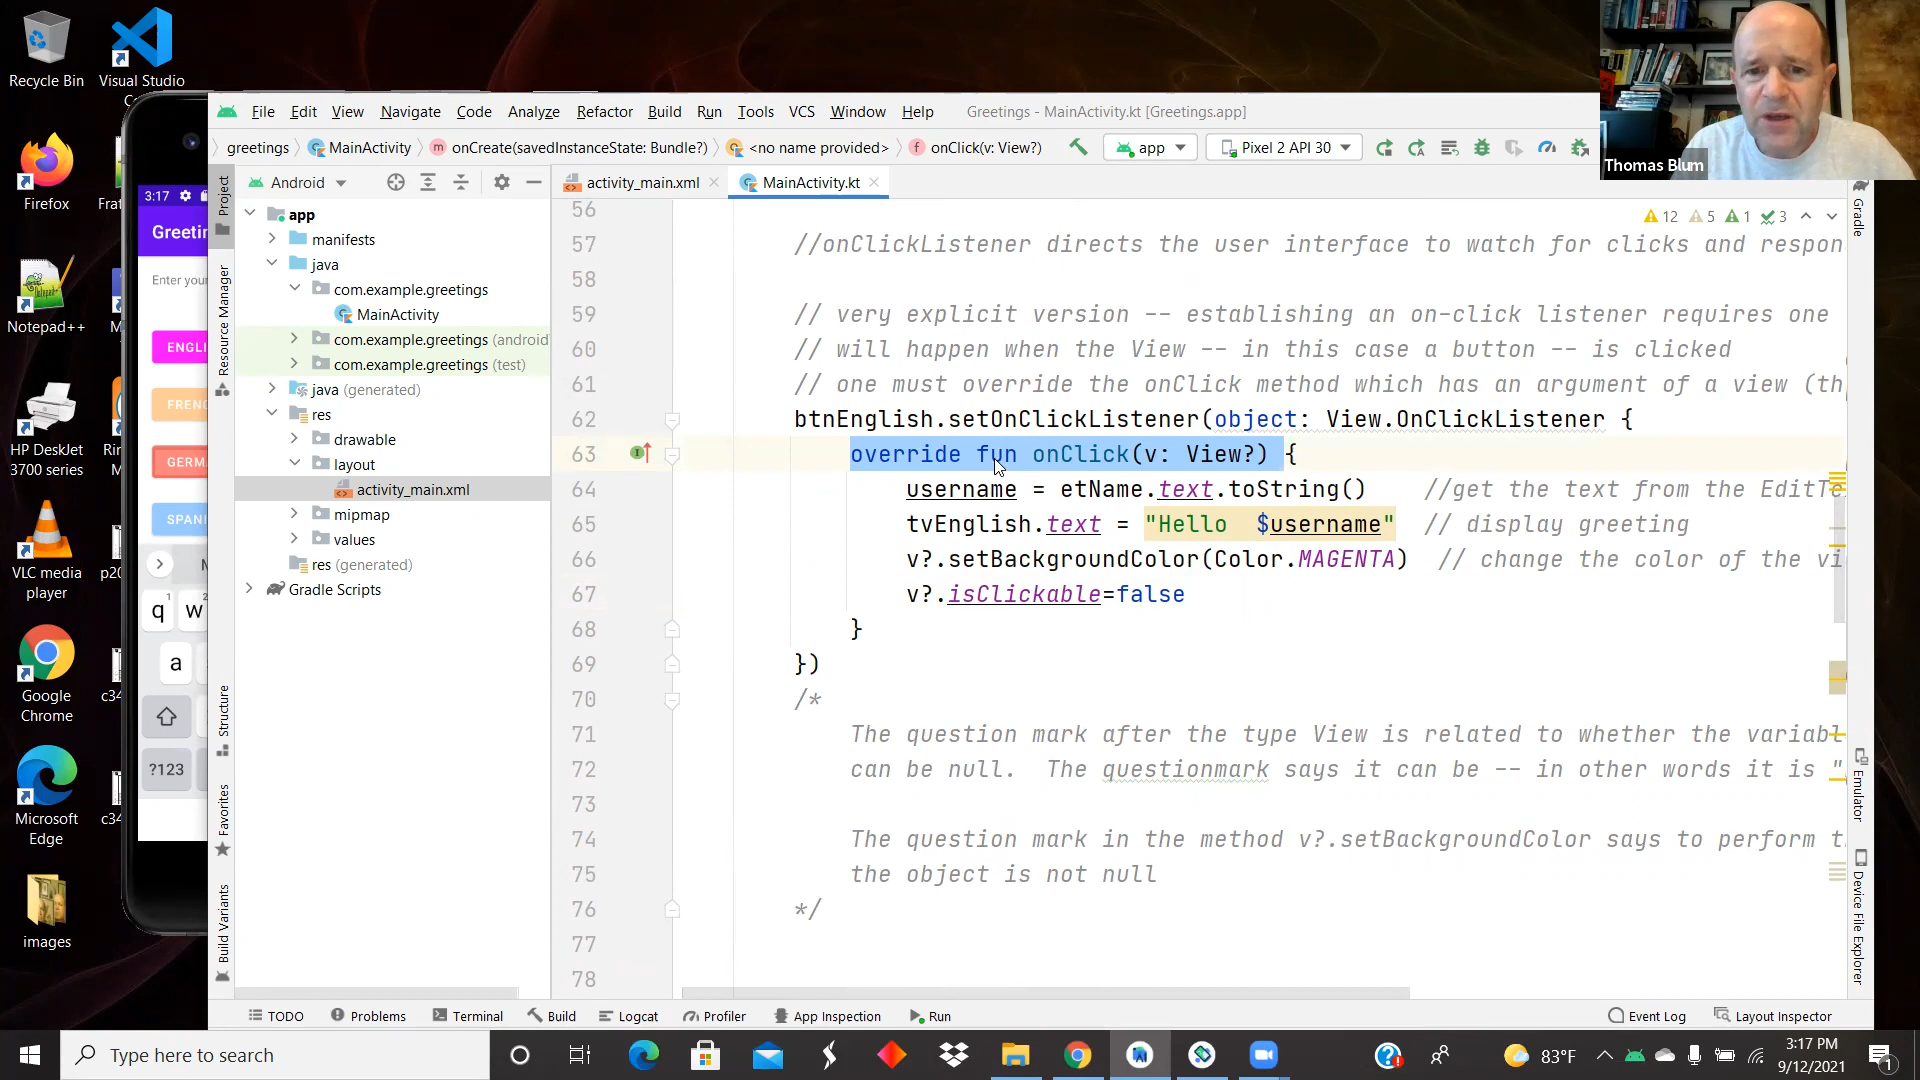 Recycle Bin
Visual Studio
Firefox
Notepad++
HP DeskJet
3700 series
VLC media
player
Google
Chrome
Microsoft
Edge
images
3:17
Greetin
Enter your
ENGLI
FRENC
GERM
SPANI
q w
a
?123
File Edit View Navigate Code Analyze Refactor Build Run Tools VCS Window Help Greetings - MainActivity.kt [Greetings.app]
greetings MainActivity onCreate(savedInstanceState: Bundle?) <no name provided> onClick(v: View?) app Pixel 2 API 30
Thomas Blum
Project
Resource Manager
Structure
Favorites
Build Variants
Android
app
manifests
java
com.example.greetings
MainActivity
com.example.greetings (android
com.example.greetings (test)
java (generated)
res
drawable
layout
activity_main.xml
mipmap
values
res (generated)
Gradle Scripts
activity_main.xml MainActivity.kt
12 5 1 3
56
57 //onClickListener directs the user interface to watch for clicks and respon
58
59 // very explicit version -- establishing an on-click listener requires one
60 // will happen when the View -- in this case a button -- is clicked
61 // one must override the onClick method which has an argument of a view (th
62 btnEnglish.setOnClickListener(object: View.OnClickListener {
63 override fun onClick(v: View?) {
64 username = etName.text.toString() //get the text from the EditTe
65 tvEnglish.text = "Hello  $username" // display greeting
66 v?.setBackgroundColor(Color.MAGENTA) // change the color of the vi
67 v?.isClickable=false
68 }
69 })
70 /*
71 The question mark after the type View is related to whether the variabl
72 can be null.  The questionmark says it can be -- in other words it is "
73
74 The question mark in the method v?.setBackgroundColor says to perform t
75 the object is not null
76 */
77
78
Gradle
Emulator
Device File Explorer
TODO Problems Terminal Build Logcat Profiler App Inspection Run Event Log Layout Inspector
Type here to search
83°F
3:17 PM
9/12/2021
1